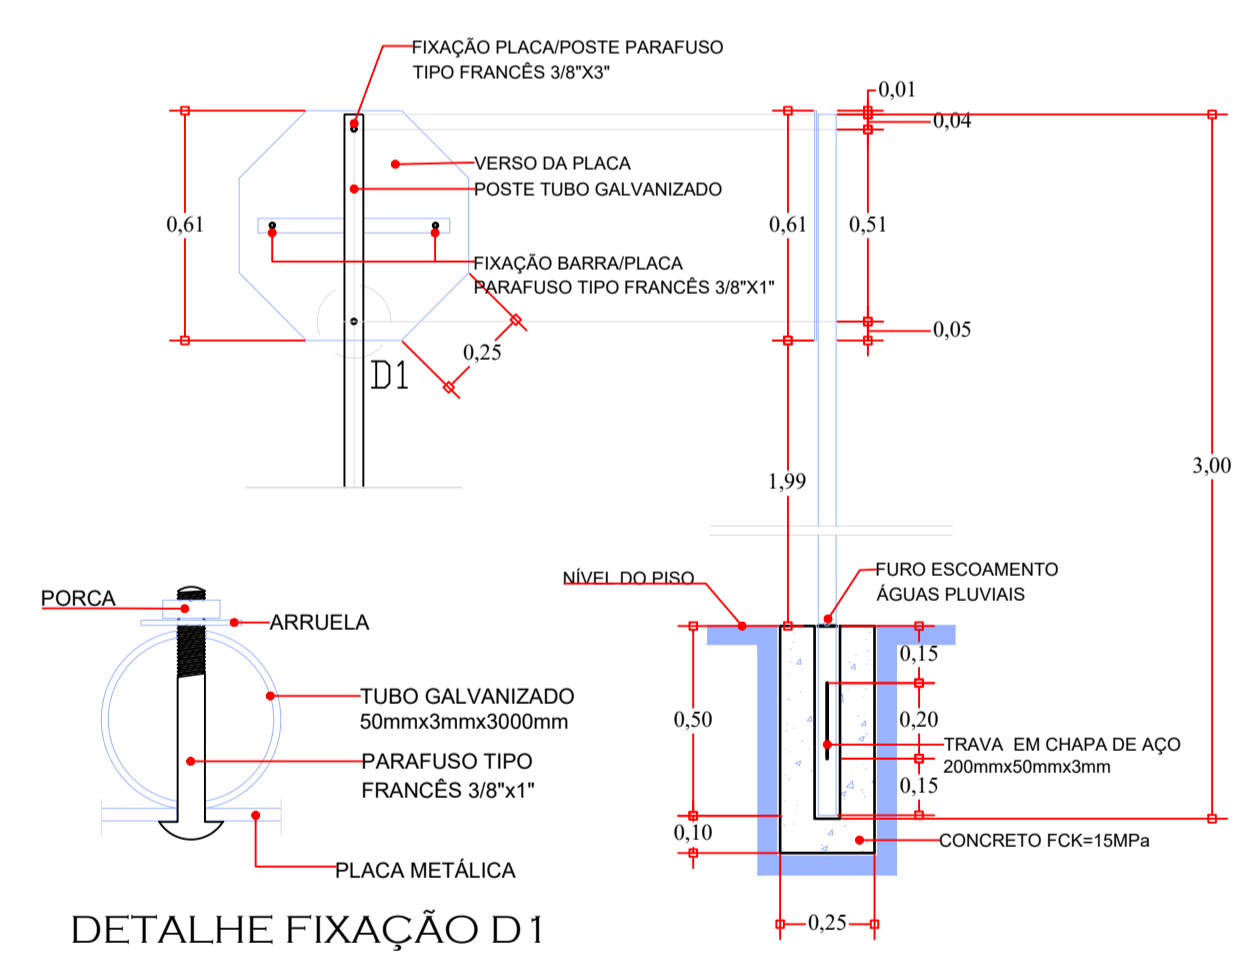 FIXAÇÃO PLACA/POSTE PARAFUSO
TIPO FRANCÊS 3/8"X3"
0,01
0,04
VERSO DA PLACA
POSTE TUBO GALVANIZADO
0,61
0,61
0,51
FIXAÇÃO BARRA/PLACA
PARAFUSO TIPO FRANCÊS 3/8"X1"
0,05
0,25
D1
3,00
1,99
NÍVEL DO PISO
FURO ESCOAMENTO
ÁGUAS PLUVIAIS
PORCA
ARRUELA
0,15
TUBO GALVANIZADO
50mmx3mmx3000mm
0,50
0,20
TRAVA EM CHAPA DE AÇO
200mmx50mmx3mm
PARAFUSO TIPO
FRANCÊS 3/8"x1"
0,15
0,10
CONCRETO FCK=15MPa
PLACA METÁLICA
0,25
DETALHE FIXAÇÃO D1